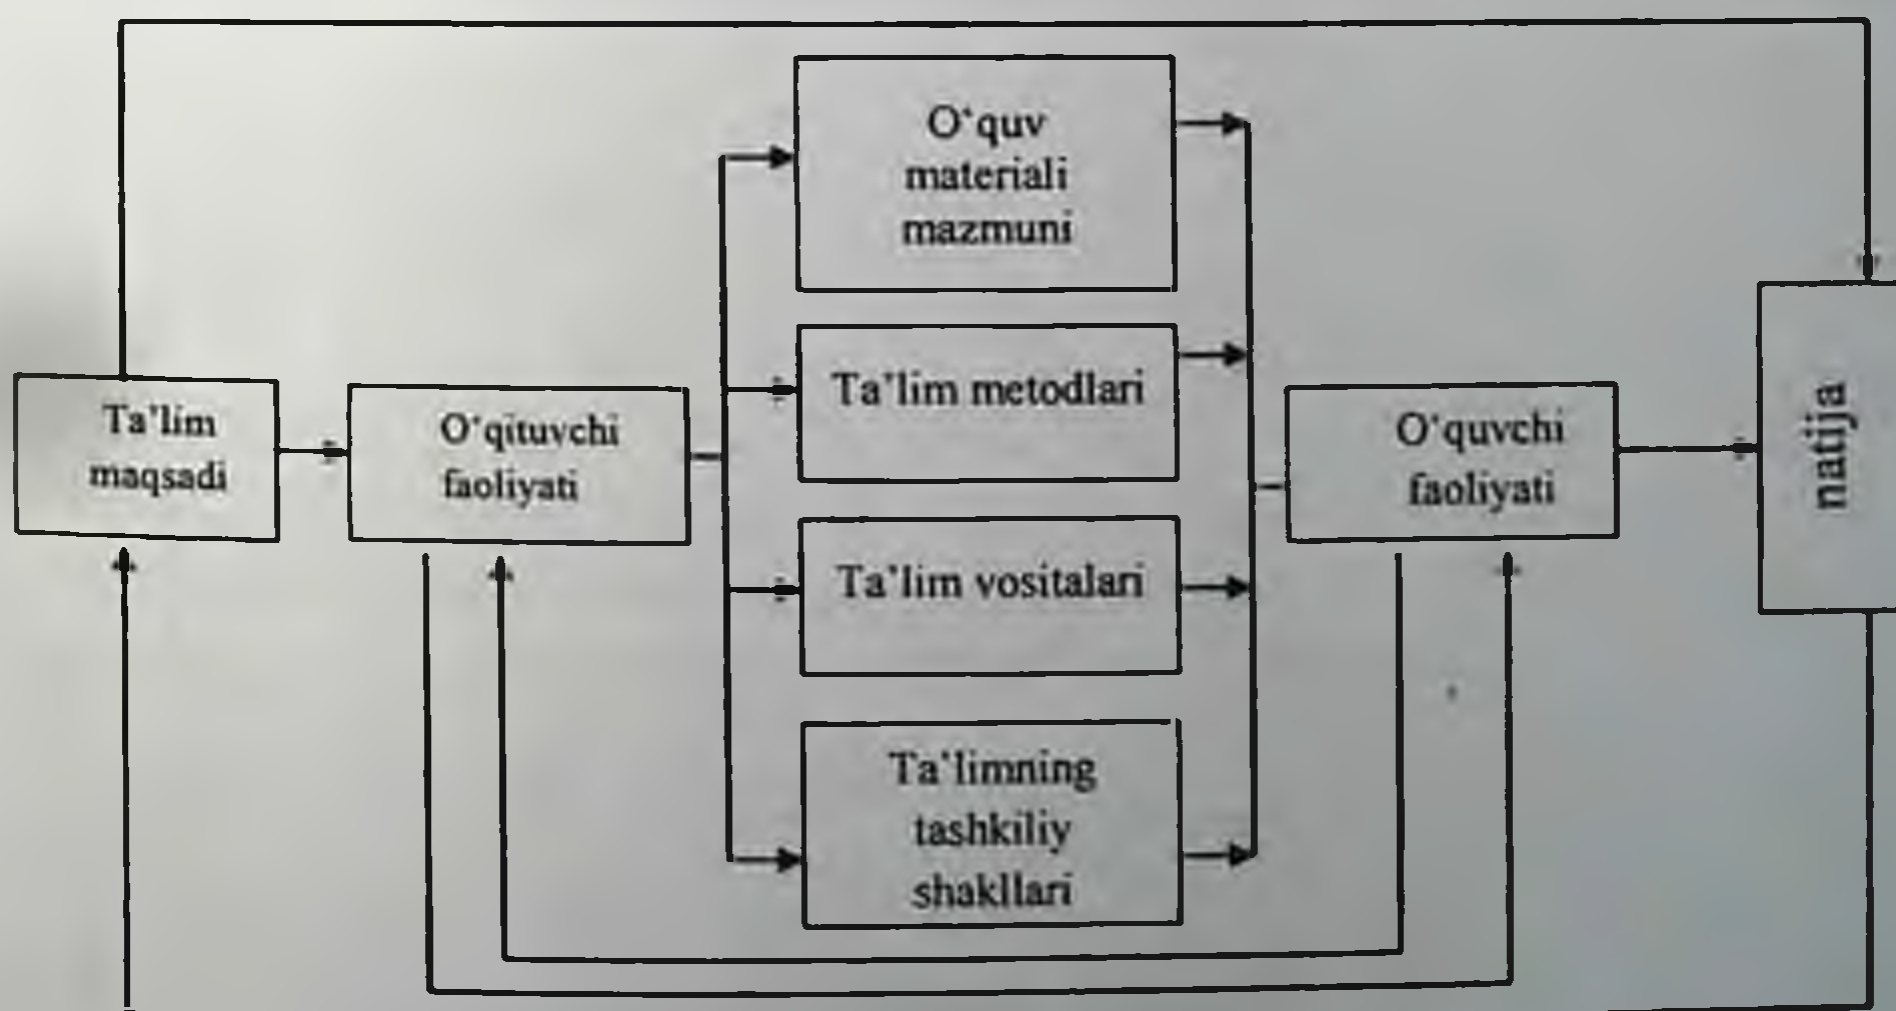 O‘quv
materiali
mazmuni
Ta’lim
maqsadi
O‘qituvchi
faoliyati
Ta’lim metodlari
Ta’lim vositalari
Ta’limning
tashkiliy
shakllari
O‘quvchi
faoliyati
natija